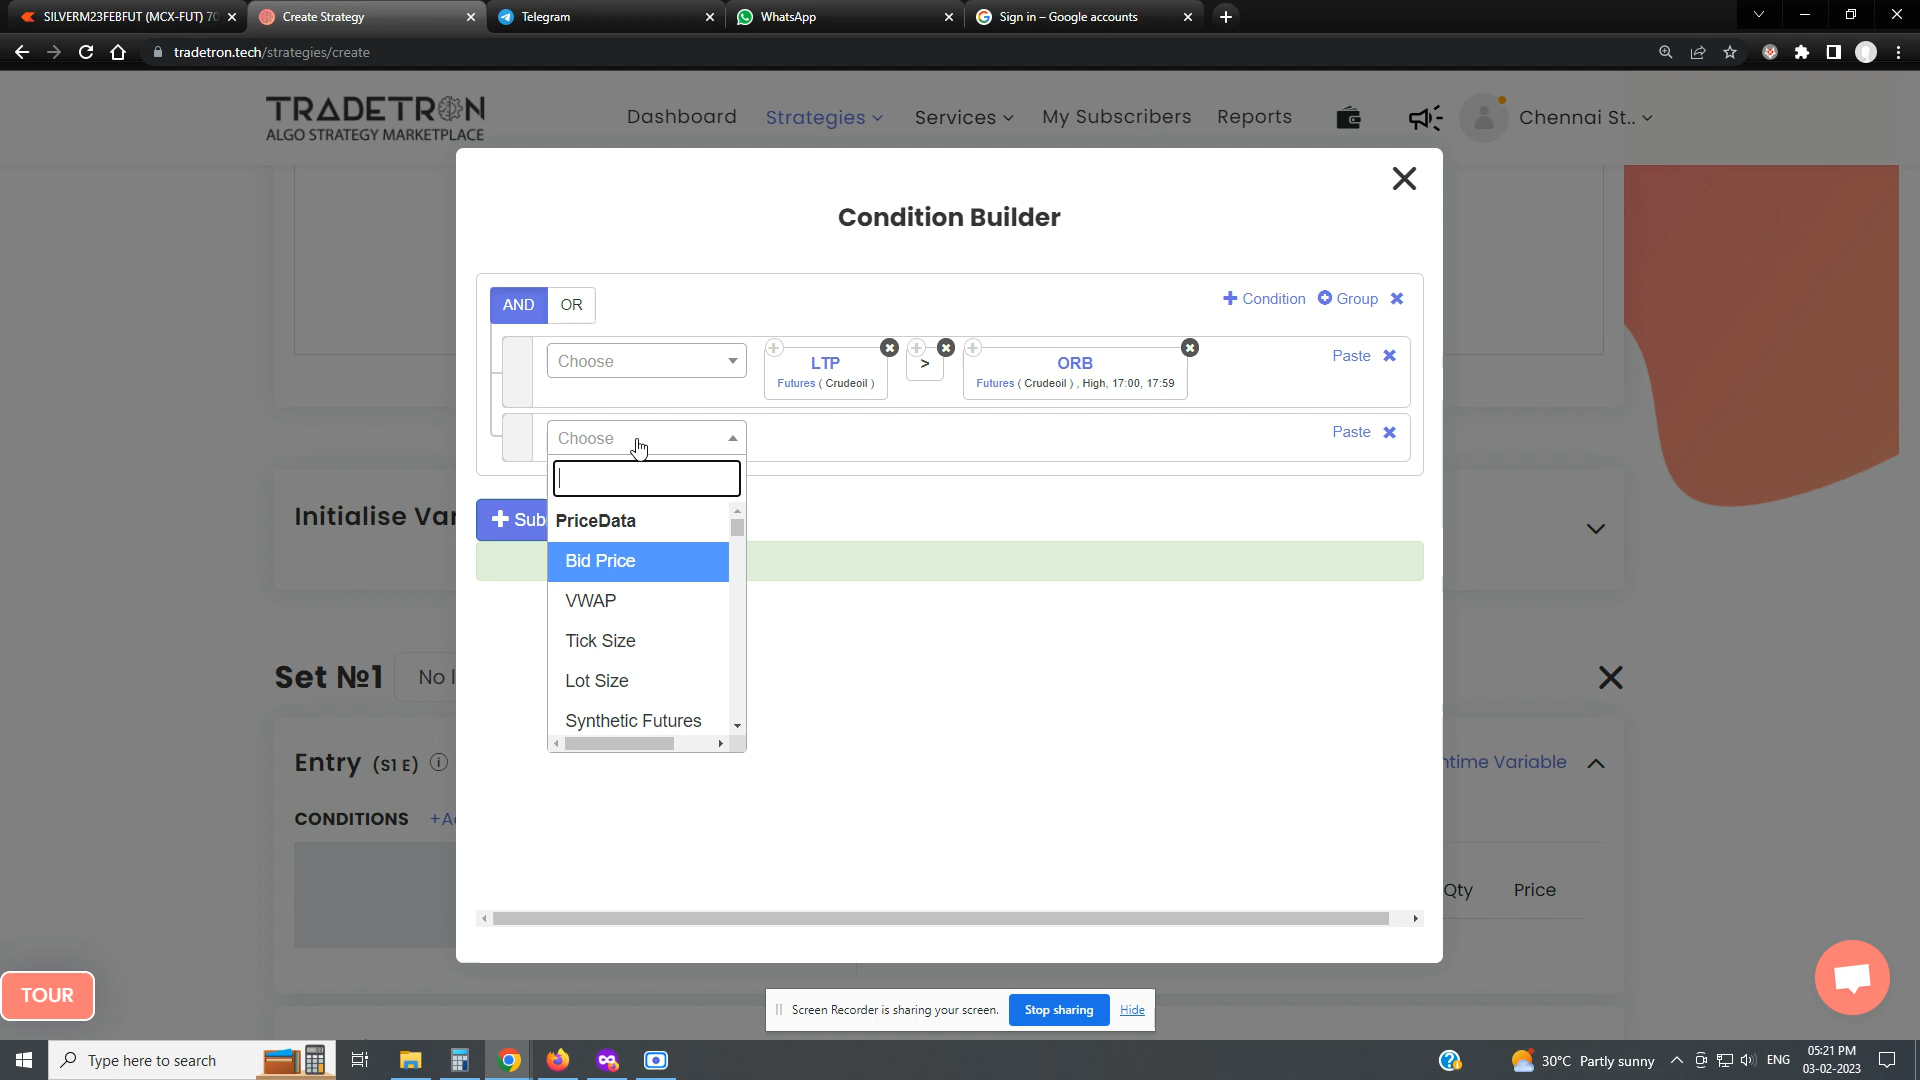 SILVERM23FEBFUT (MCX-FUT) 70
Create Strategy
Telegram
WhatsApp
Sign in – Google accounts
tradetron.tech/strategies/create
TRADETRON
ALGO STRATEGY MARKETPLACE
Dashboard
Strategies
Services
My Subscribers
Reports
Chennai St..
Condition Builder
AND
OR
Condition
Group
Choose
LTP
Futures ( Crudeoil )
>
ORB
Futures ( Crudeoil ) , High, 17:00, 17:59
Paste
Choose
Paste
PriceData
Bid Price
VWAP
Tick Size
Lot Size
Synthetic Futures
Sub
Initialise Var
Set №1
No l
Entry (S1 E)
ntime Variable
CONDITIONS
+A
Qty
Price
TOUR
Screen Recorder is sharing your screen.
Stop sharing
Hide
Type here to search
30°C Partly sunny
ENG
05:21 PM
03-02-2023